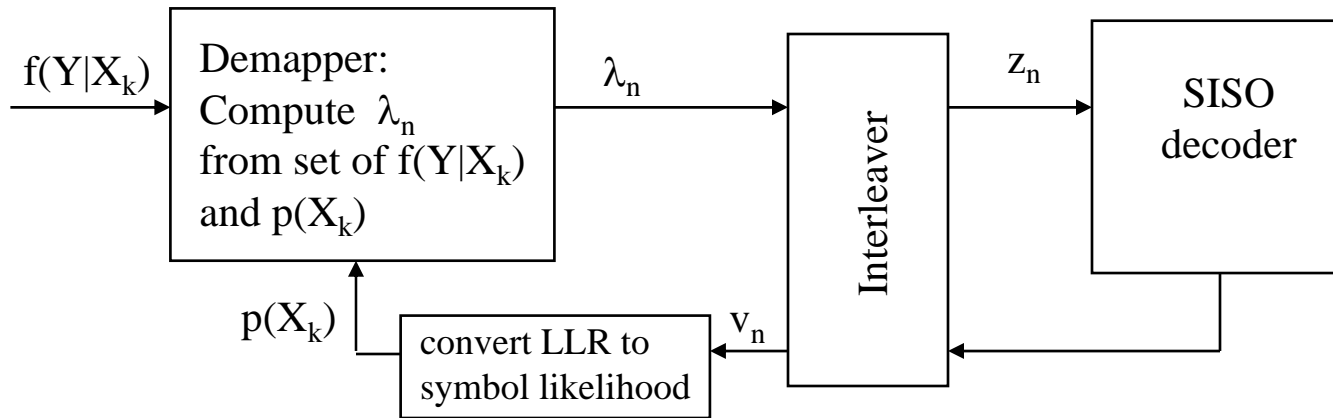 f(Y|Xₖ)
Demapper:
Compute λₙ
from set of f(Y|Xₖ)
and p(Xₖ)
λₙ
Interleaver
zₙ
SISO
decoder
p(Xₖ)
convert LLR to
symbol likelihood
vₙ